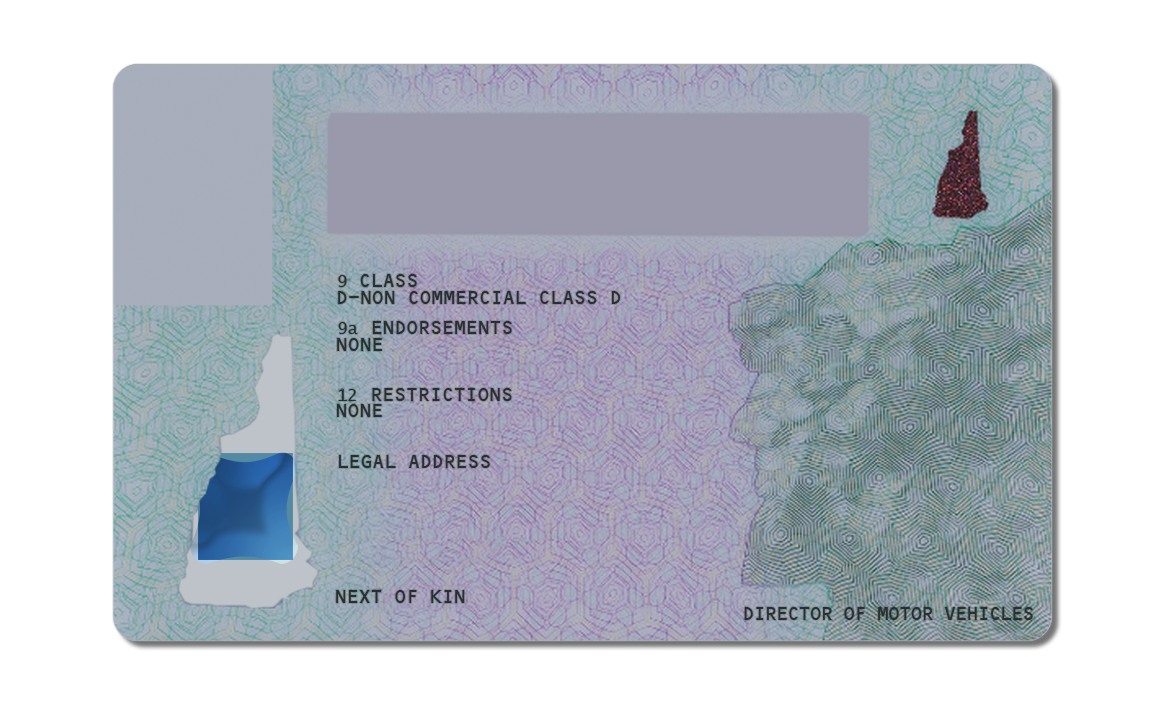 9 CLASS
D-NON COMMERCIAL CLASS D
9a ENDORSEMENTS
NONE
12 RESTRICTIONS
NONE
LEGAL ADDRESS
NEXT OF KIN
DIRECTOR OF MOTOR VEHICLES